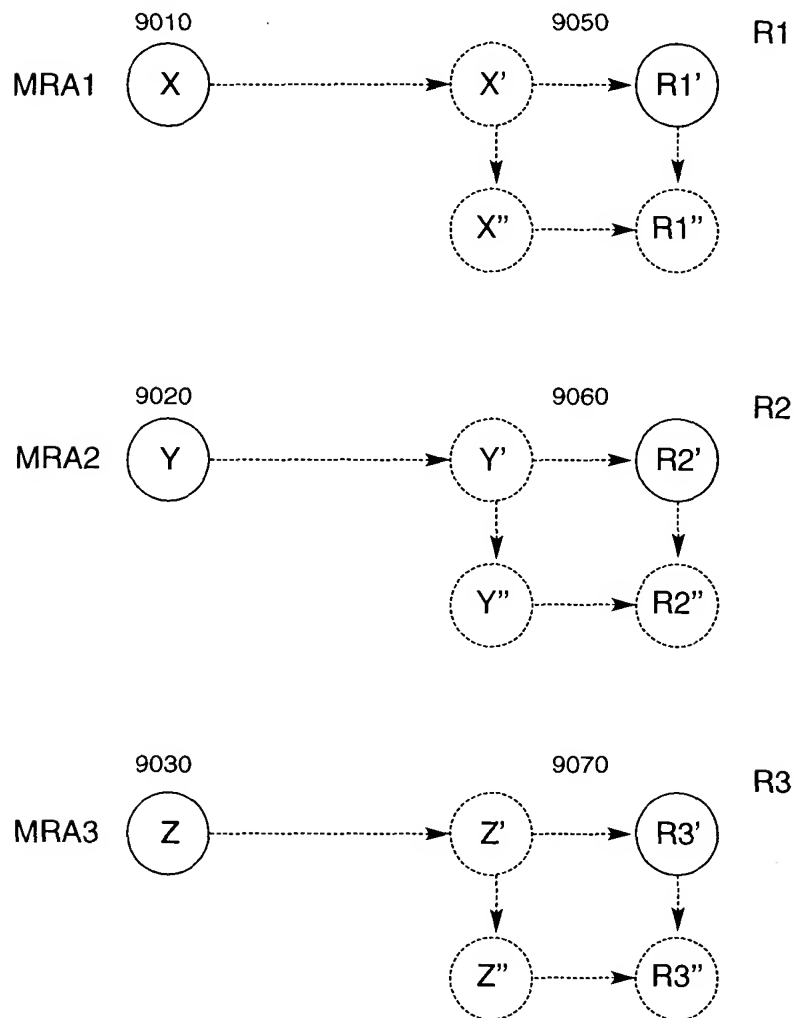 9010 9050 R1
MRA1 X X' R1'
X" R1"
9020 9060 R2
MRA2 Y Y' R2'
Y" R2"
9030 9070 R3
MRA3 Z Z' R3'
Z" R3"